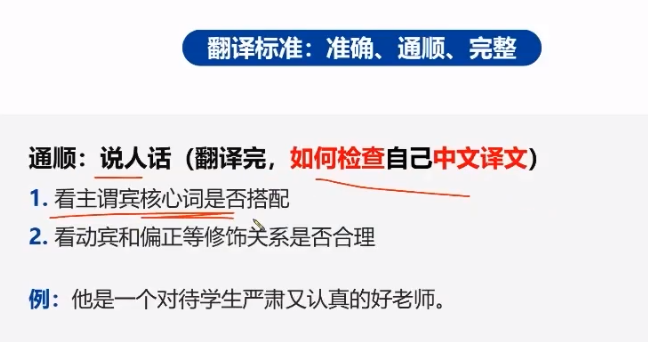 翻译标准：准确、通顺、完整
通顺：说人话（翻译完，如何检查自己中文译文）
1. 看主谓宾核心词是否搭配
2. 看动宾和偏正等修饰关系是否合理
例：他是一个对待学生严肃又认真的好老师。